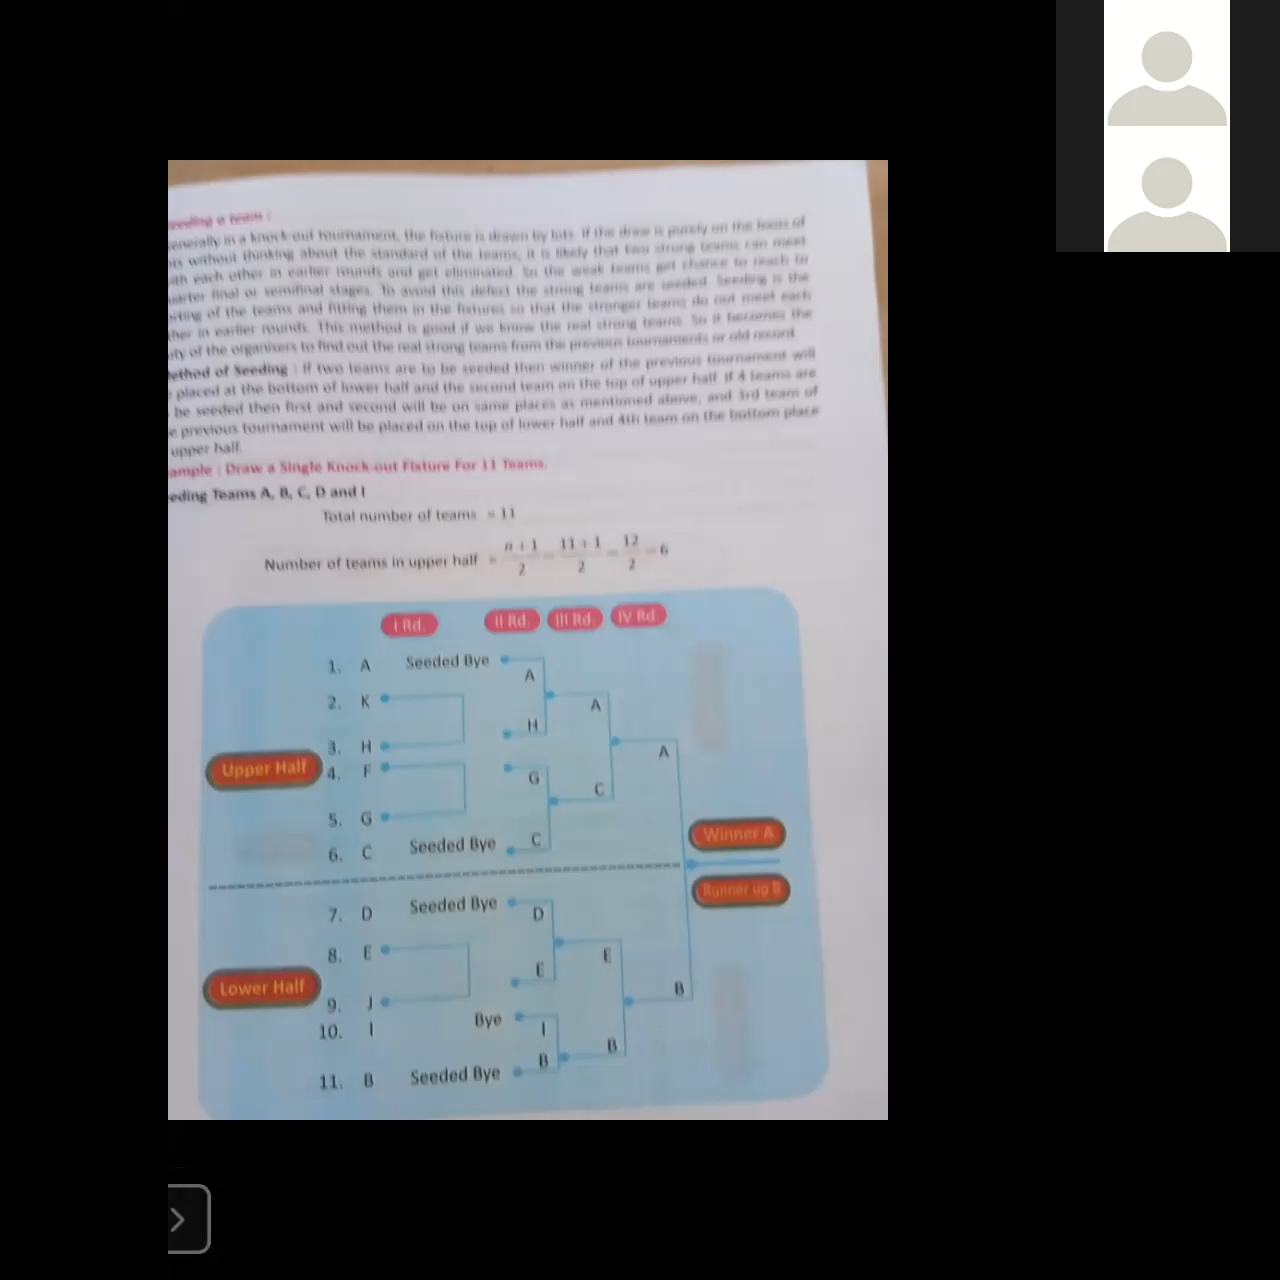 eeding a team :
generally in a knock-out tournament, the fixture is drawn by lots. If the draw is purely on the basis of
ots without thinking about the standard of the teams, it is likely that two strong teams can meet
with each other in earlier rounds and get eliminated. So the weak teams get chance to reach to
uarter final or semifinal stages. To avoid this defect the strong teams are seeded. Seeding is the
orting of the teams and fitting them in the fixtures so that the stronger teams do not meet each
ther in earlier rounds. This method is good if we know the real strong teams. So it becomes the
uty of the organisers to find out the real strong teams from the previous tournaments or old record.
ethod of Seeding : If two teams are to be seeded then winner of the previous tournament will
placed at the bottom of lower half and the second team on the top of upper half. If 4 teams are
be seeded then first and second will be on same places as mentioned above, and 3rd team of
e previous tournament will be placed on the top of lower half and 4th team on the bottom place
upper half.
ample : Draw a Single Knock-out Fixture For 11 Teams.
eding Teams A, B, C, D and I
Total number of teams = 11
Number of teams in upper half = n + 1 / 2 = 11 + 1 / 2 = 12 / 2 = 6
I Rd. II Rd. III Rd. IV Rd.
1. A Seeded Bye
A
2. K
A
H
3. H
A
Upper Half
4. F
G
C
5. G
Winner A
C
6. C Seeded Bye
Runner up B
7. D Seeded Bye
D
8. E
E
E
Lower Half
B
9. J
10. I Bye
I
B
B
11. B Seeded Bye